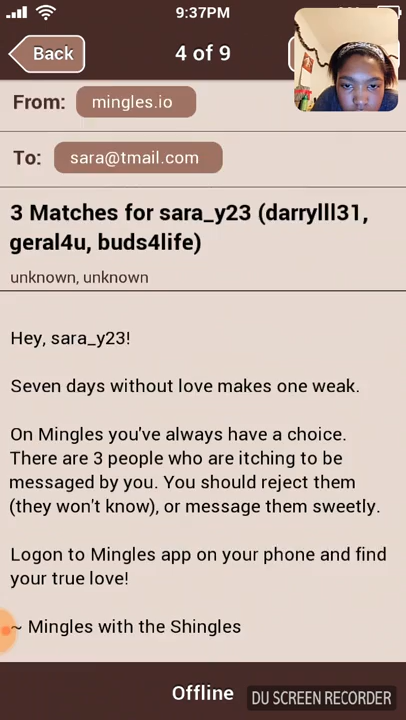 9:37PM
Back
4 of 9
From: mingles.io
To: sara@tmail.com
3 Matches for sara_y23 (darrylll31,
geral4u, buds4life)
unknown, unknown
Hey, sara_y23!
Seven days without love makes one weak.
On Mingles you've always have a choice.
There are 3 people who are itching to be
messaged by you. You should reject them
(they won't know), or message them sweetly.
Logon to Mingles app on your phone and find
your true love!
~ Mingles with the Shingles
Offline
DU SCREEN RECORDER